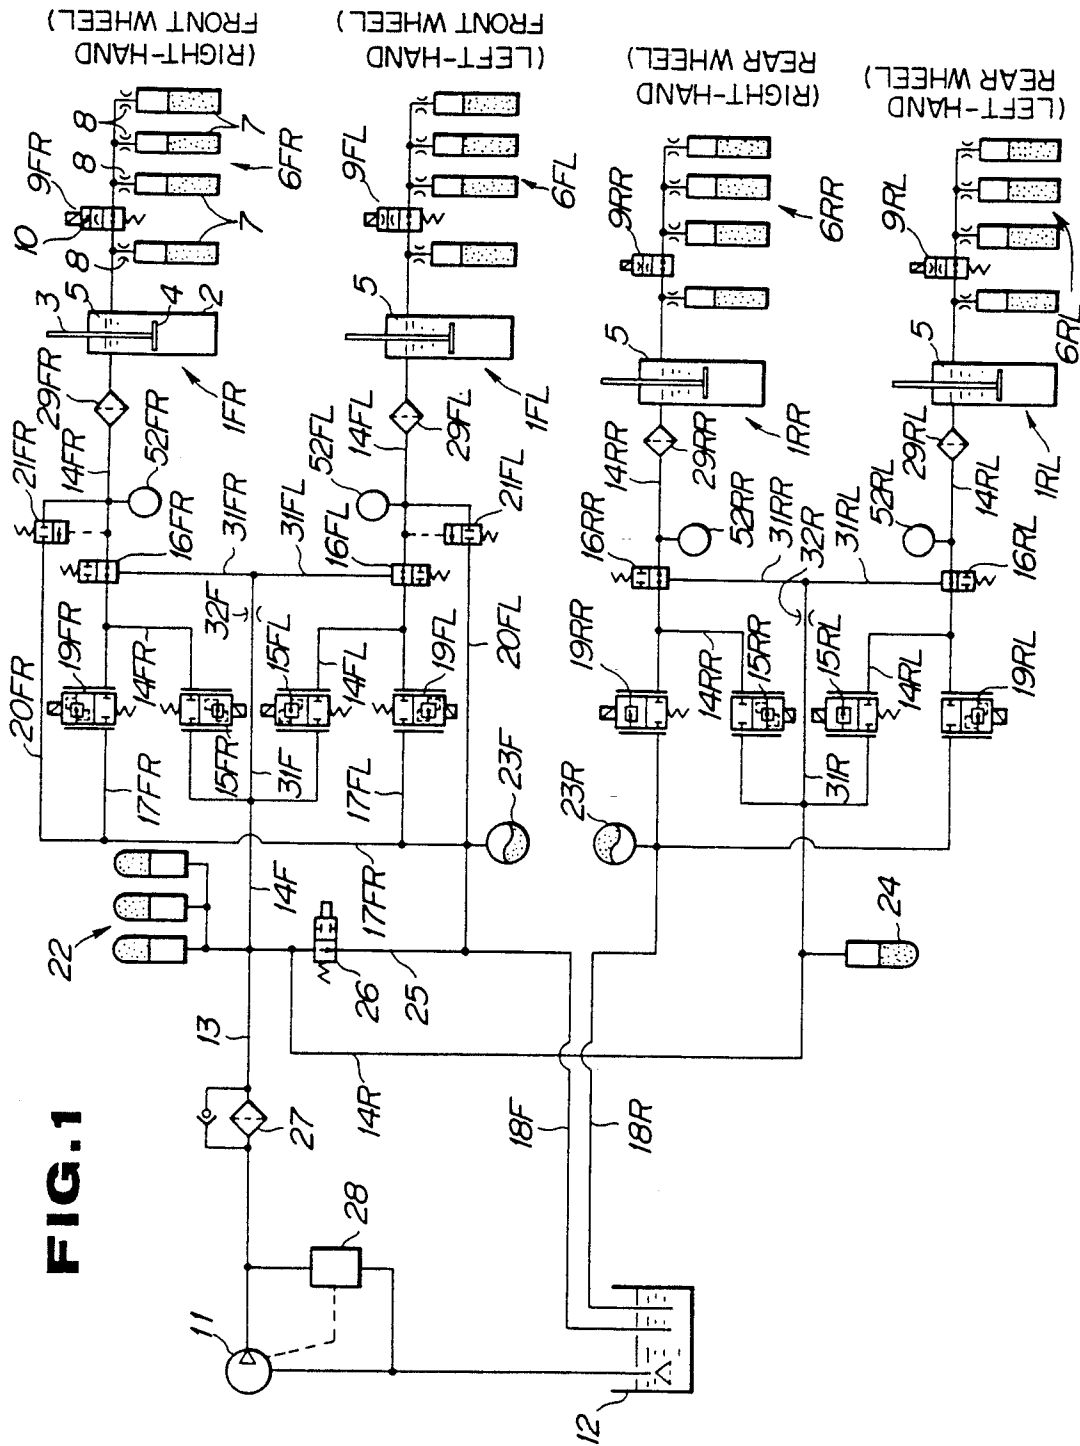 FIG.1
(RIGHT-HAND
FRONT WHEEL)
(LEFT-HAND
FRONT WHEEL)
(RIGHT-HAND
REAR WHEEL)
(LEFT-HAND
REAR WHEEL)
9FR
8
8
8
7
7
6FR
10
3
5
4
2
29FR
1FR
21FR
14FR
52FR
16FR
31FR
19FR
14FR
20FR
15FR
17FR
9FL
6FL
5
14FL
29FL
1FL
52FL
21FL
31FL
16FL
32F
15FL
14FL
19FL
20FL
31F
17FL
23F
17FR
14F
22
26
25
13
27
14R
18F
18R
28
11
12
9RR
6RR
5
14RR
29RR
1RR
16RR
52RR
31RR
32R
19RR
14RR
15RR
23R
9RL
6RL
5
29RL
14RL
1RL
52RL
31RL
16RL
15RL
14RL
19RL
31R
24